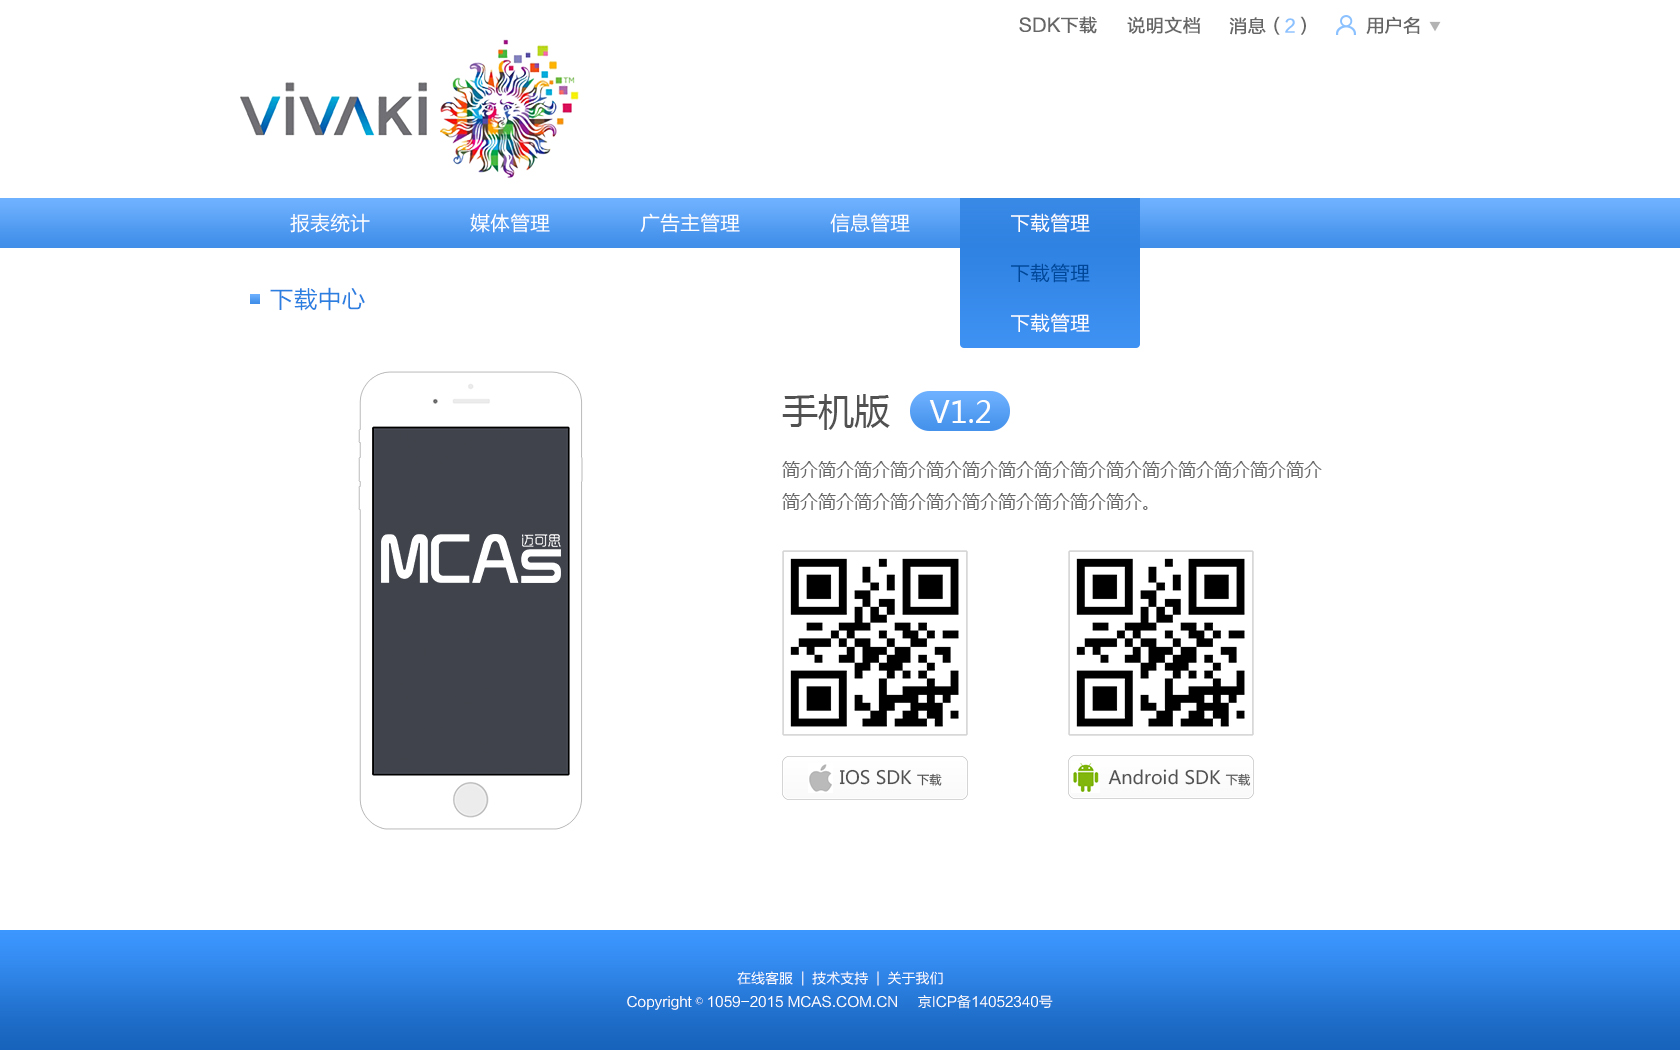 SDK下载 说明文档 消息 ( 2 ) 用户名
ViVAKi TM
报表统计 媒体管理 广告主管理 信息管理 下载管理
下载管理
下载管理
下载中心
手机版 V1.2
简介简介简介简介简介简介简介简介简介简介简介简介简介简介简介
简介简介简介简介简介简介简介简介简介简介。
MCAs 迈可思
IOS SDK 下载
Android SDK 下载
在线客服 | 技术支持 | 关于我们
Copyright © 1059-2015 MCAS.COM.CN 京ICP备14052340号